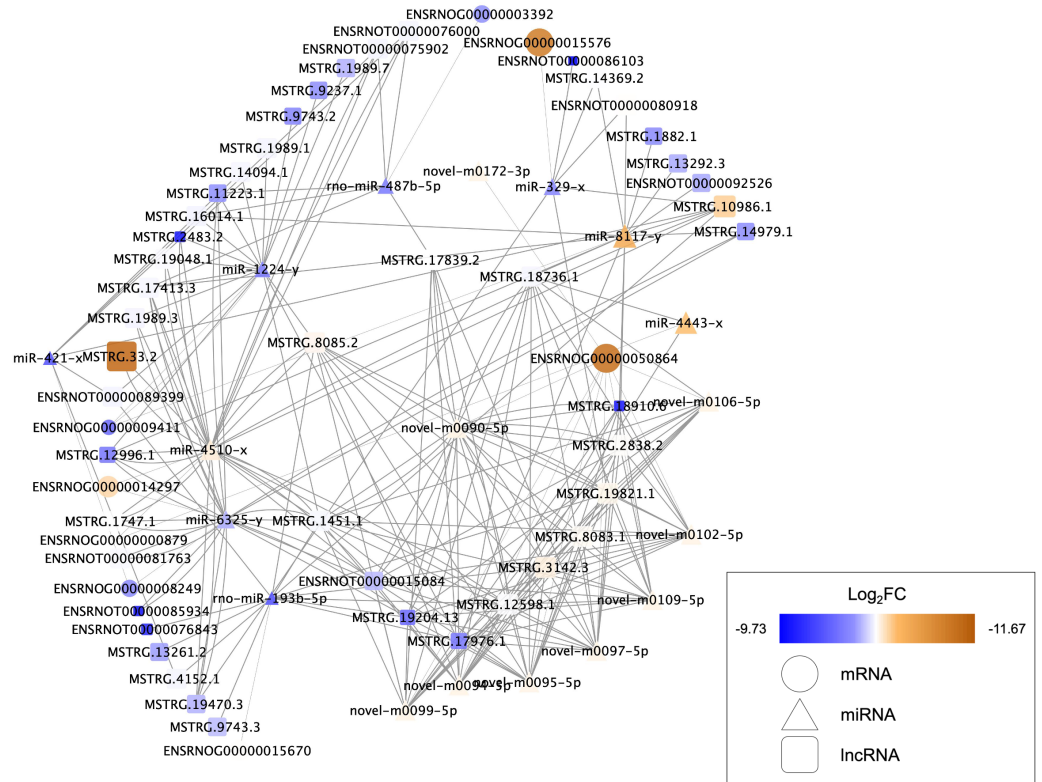 ENSRNOG00000003392
ENSRNOT00000076000
ENSRNOG00000015576
ENSRNOT00000075902
ENSRNOT00000086103
MSTRG.1989.7
MSTRG.14369.2
MSTRG.9237.1
ENSRNOT00000080918
MSTRG.9743.2
MSTRG.1882.1
MSTRG.1989.1
MSTRG.13292.3
MSTRG.14094.1
novel-m0172-3p
ENSRNOT00000092526
rno-miR-487b-5p
miR-329-x
MSTRG.11223.1
MSTRG.10986.1
MSTRG.16014.1
MSTRG.14979.1
MSTRG.2483.2
miR-8117-y
MSTRG.19048.1
MSTRG.17839.2
miR-1224-y
MSTRG.18736.1
MSTRG.17413.3
MSTRG.1989.3
miR-4443-x
MSTRG.8085.2
miR-421-x
MSTRG.33.2
ENSRNOG00000050864
ENSRNOT00000089399
MSTRG.18910.6
novel-m0106-5p
ENSRNOG00000009411
novel-m0090-5p
MSTRG.2838.2
MSTRG.12996.1
miR-4510-x
ENSRNOG00000014297
MSTRG.19821.1
MSTRG.1747.1
miR-6325-y
MSTRG.1451.1
ENSRNOG00000000879
MSTRG.8083.1
novel-m0102-5p
ENSRNOT00000081763
MSTRG.3142.3
ENSRNOT00000015084
ENSRNOG00000008249
rno-miR-193b-5p
novel-m0109-5p
MSTRG.12598.1
ENSRNOT00000085934
MSTRG.19204.13
ENSRNOT00000076843
MSTRG.17976.1
MSTRG.13261.2
novel-m0097-5p
MSTRG.4152.1
novel-m0094-5p
novel-m0095-5p
MSTRG.19470.3
novel-m0099-5p
MSTRG.9743.3
ENSRNOG00000015670
Log2FC
-9.73
-11.67
mRNA
miRNA
lncRNA